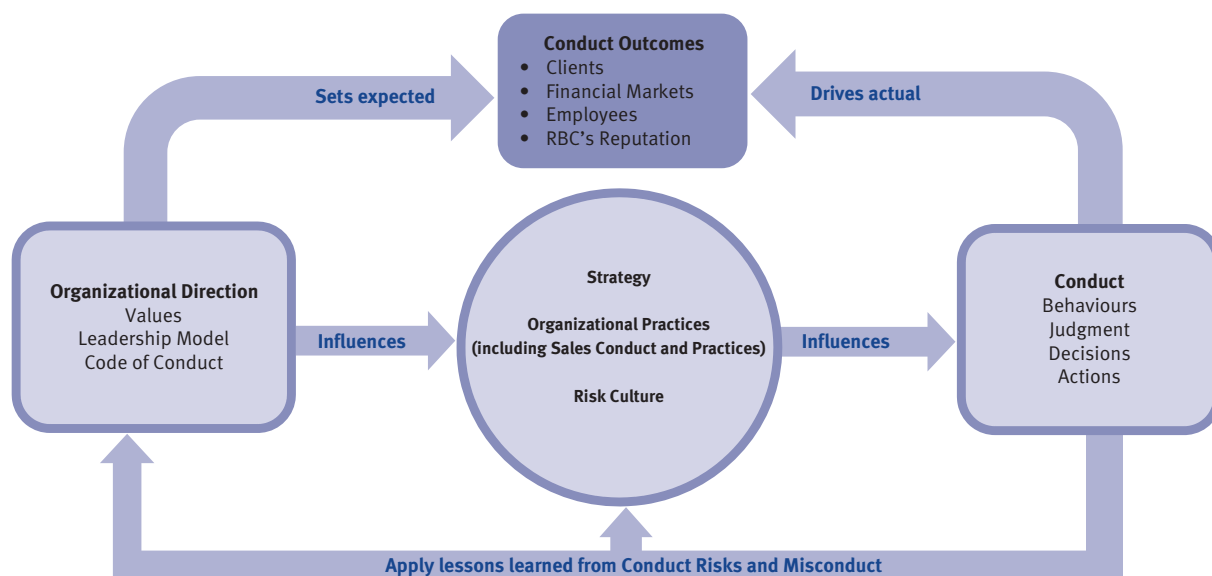 Conduct Outcomes
• Clients
• Financial Markets
• Employees
• RBC's Reputation
Sets expected
Drives actual
Organizational Direction
Values
Leadership Model
Code of Conduct
Influences
Strategy
Organizational Practices
(including Sales Conduct and Practices)
Risk Culture
Influences
Conduct
Behaviours
Judgment
Decisions
Actions
Apply lessons learned from Conduct Risks and Misconduct